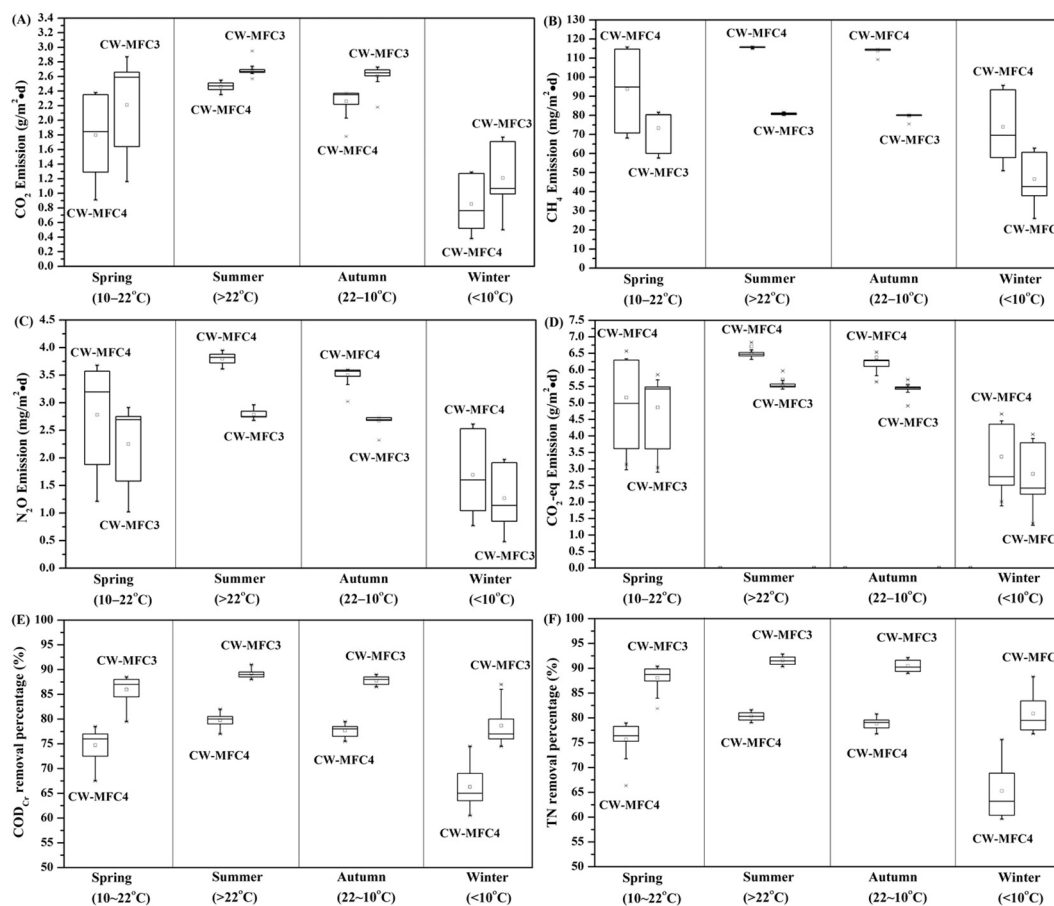 (A)
CO₂ Emission (g/m²•d)
3.4
3.2
3.0
2.8
2.6
2.4
2.2
2.0
1.8
1.6
1.4
1.2
1.0
0.8
0.6
0.4
0.2
0.0
CW-MFC3
CW-MFC4
CW-MFC3
CW-MFC4
CW-MFC3
CW-MFC4
CW-MFC3
CW-MFC4
Spring Summer Autumn Winter
(10–22°C) (>22°C) (22–10°C) (<10°C)
(B)
CH₄ Emission (mg/m²•d)
130
120
110
100
90
80
70
60
50
40
30
20
10
0
CW-MFC4
CW-MFC3
CW-MFC4
CW-MFC3
CW-MFC4
CW-MFC3
CW-MFC4
CW-MFC
Spring Summer Autumn Winter
(10–22°C) (>22°C) (22–10°C) (<10°C)
(C)
N₂O Emission (mg/m²•d)
4.5
4.0
3.5
3.0
2.5
2.0
1.5
1.0
0.5
0.0
CW-MFC4
CW-MFC3
CW-MFC4
CW-MFC3
CW-MFC4
CW-MFC3
CW-MFC4
CW-MFC3
Spring Summer Autumn Winter
(10–22°C) (>22°C) (22–10°C) (<10°C)
(D)
CO₂-eq Emission (g/m²•d)
7.5
7.0
6.5
6.0
5.5
5.0
4.5
4.0
3.5
3.0
2.5
2.0
1.5
1.0
0.5
0.0
CW-MFC4
CW-MFC3
CW-MFC4
CW-MFC3
CW-MFC4
CW-MFC3
CW-MFC4
CW-MFC
Spring Summer Autumn Winter
(10–22°C) (>22°C) (22–10°C) (<10°C)
(E)
COD_Cr removal percentage (%)
100
95
90
85
80
75
70
65
60
55
50
CW-MFC3
CW-MFC4
CW-MFC3
CW-MFC4
CW-MFC3
CW-MFC4
CW-MFC3
CW-MFC4
Spring Summer Autumn Winter
(10~22°C) (>22°C) (22~10°C) (<10°C)
(F)
TN removal percentage (%)
100
95
90
85
80
75
70
65
60
55
50
CW-MFC3
CW-MFC4
CW-MFC3
CW-MFC4
CW-MFC3
CW-MFC4
CW-MFC
CW-MFC4
Spring Summer Autumn Winter
(10~22°C) (>22°C) (22~10°C) (<10°C)